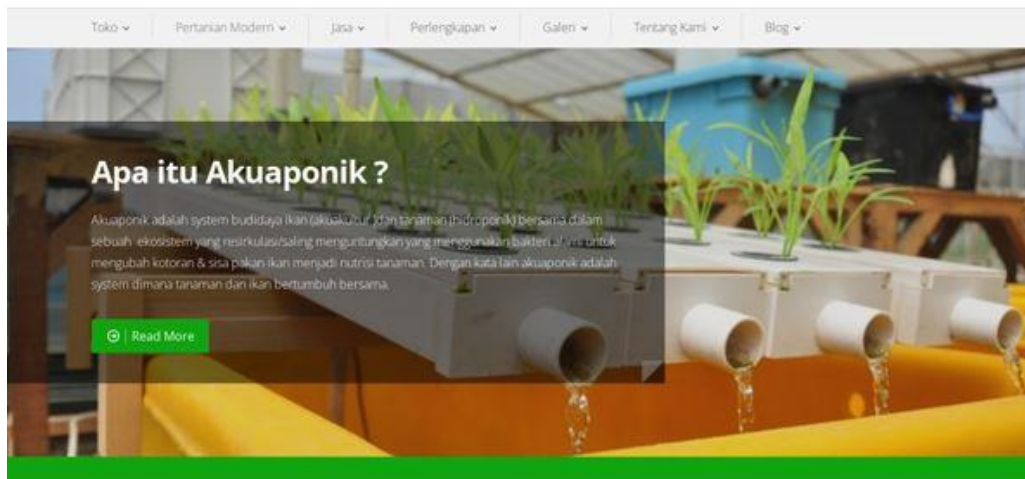 Toko Pertanian Modern Jasa Perlengkapan Galeri Tentang Kami Blog
Apa itu Akuaponik ?
Akuaponik adalah system budidaya ikan (akuakultur )dan tanaman (hidroponik) bersama dalam
sebuah ekosistem yang resirkulasi/saling menguntungkan yang menggunakan bakteri alami untuk
mengubah kotoran & sisa pakan ikan menjadi nutrisi tanaman. Dengan kata lain akuaponik adalah
system dimana tanaman dan ikan bertumbuh bersama.
Read More